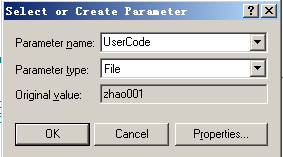 Select or Create Parameter
Parameter name: UserCode
Parameter type: File
Original value: zhao001
OK Cancel Properties...